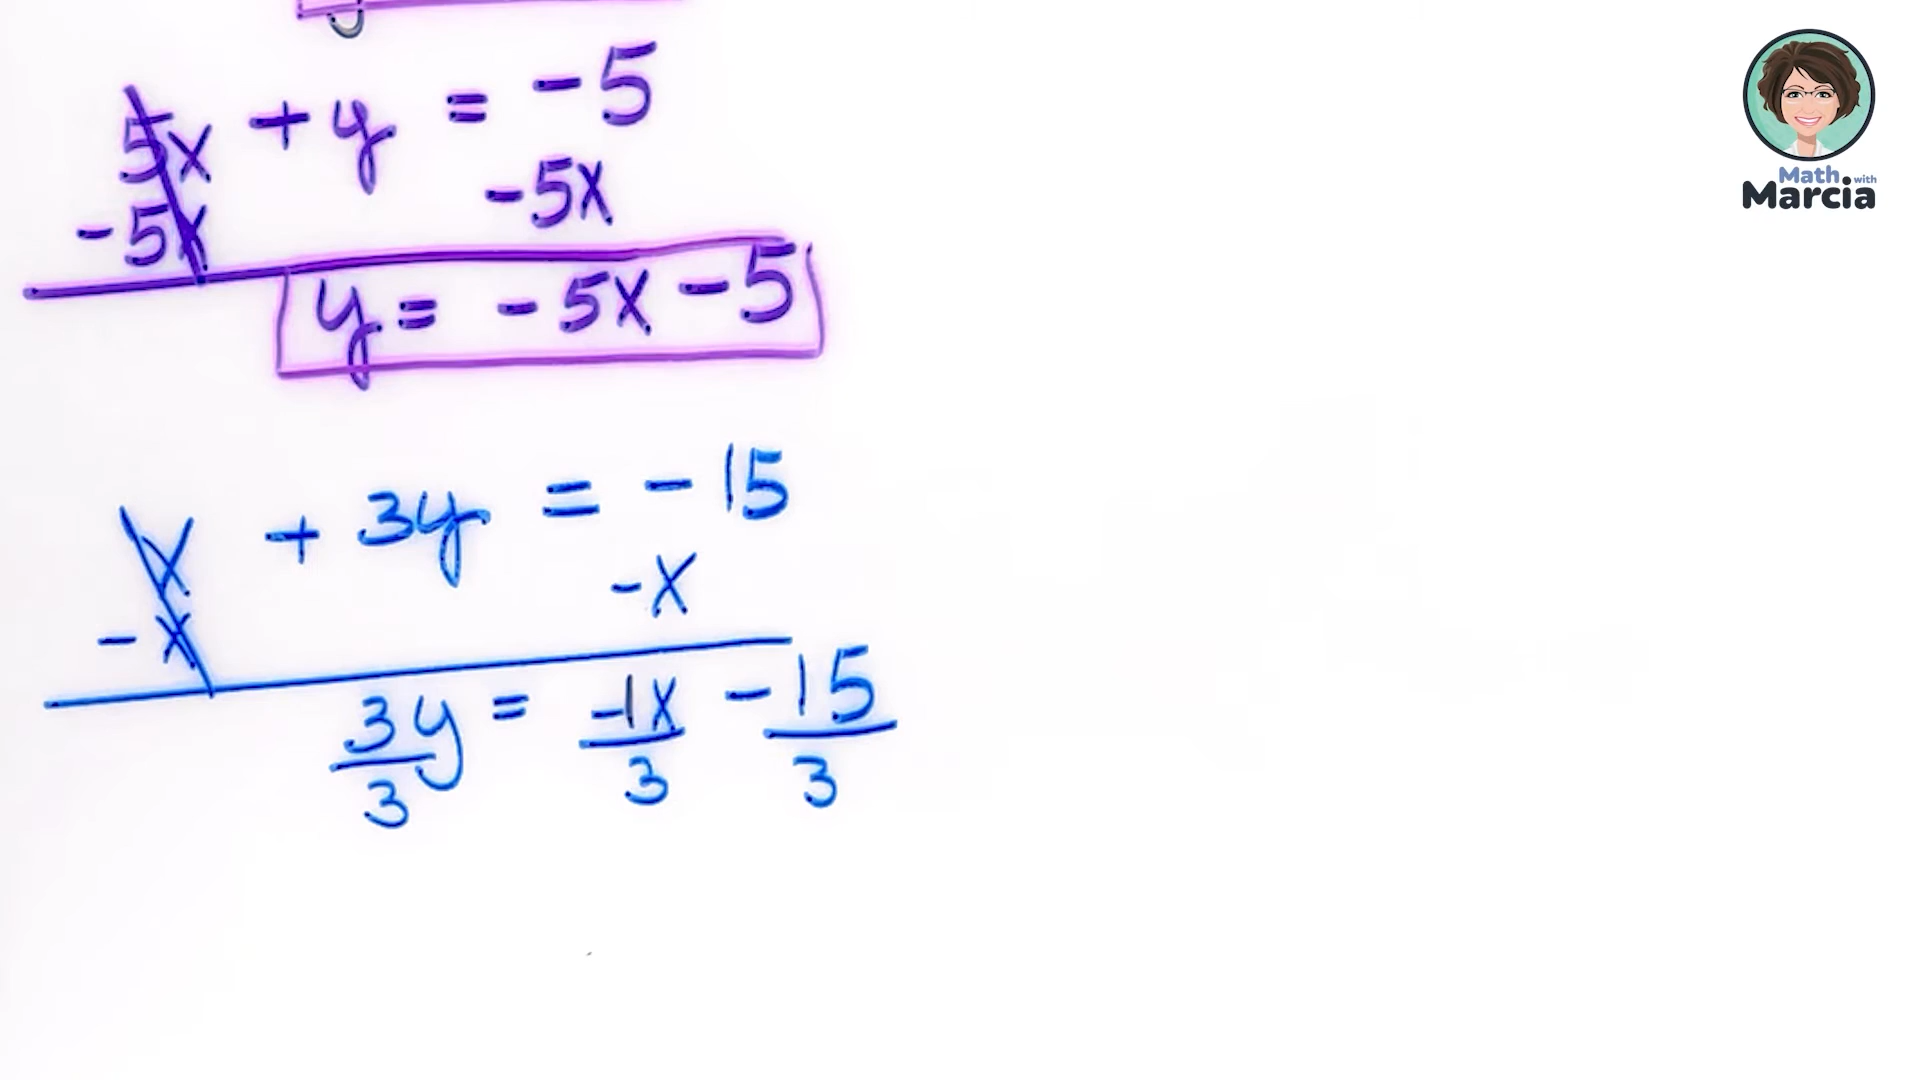 5x + y = -5
-5x -5x
y = -5x - 5
x + 3y = -15
-x -x
3y = -1x - 15
3 3 3
Math with
Marcia